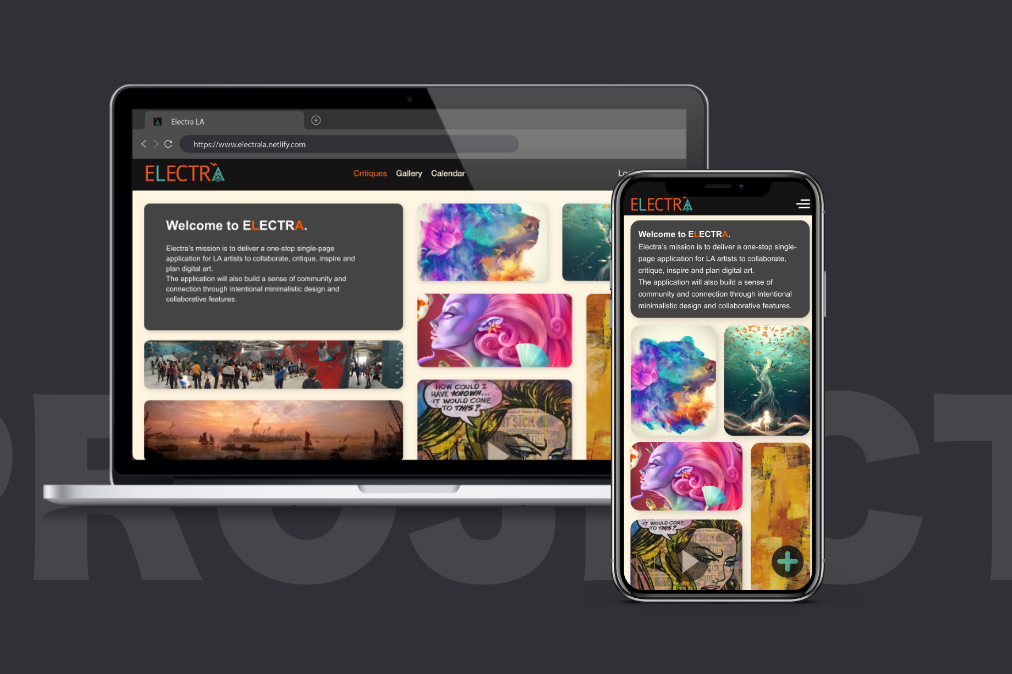 Electra LA
https://www.electrala.netlify.com
ELECTRA
Critiques Gallery Calendar
Welcome to ELECTRA.
Electra's mission is to deliver a one-stop single-page
application for LA artists to collaborate, critique, inspire and
plan digital art.
The application will also build a sense of community and
connection through intentional minimalistic design and
collaborative features.
HOW COULD I
HAVE KNOWN...
IT WOULD COME
TO THIS?
ELECTRA
Welcome to ELECTRA.
Electra's mission is to deliver a one-stop single-
page application for LA artists to collaborate,
critique, inspire and plan digital art.
The application will also build a sense of
community and connection through intentional
minimalistic design and collaborative features.
IT WOULD COME
TO THIS?
PROJECT